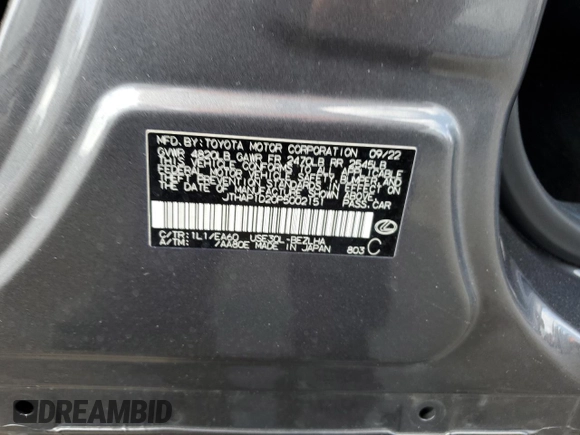 MFD. BY: TOYOTA MOTOR CORPORATION 09/22
GVWR 4820LB GAWR FR 2470LB RR 2545LB
THIS VEHICLE CONFORMS TO ALL APPLICABLE
FEDERAL MOTOR VEHICLE SAFETY, BUMPER, AND
THEFT PREVENTION STANDARDS IN EFFECT ON
THE DATE OF MANUFACTURE SHOWN ABOVE.
JTHAP1D20P5002151 PASS. CAR
C/TR: 1L1/EA60 USE30L-BEZLHA
A/TM: /AA80E MADE IN JAPAN 803 C
DREAMBID